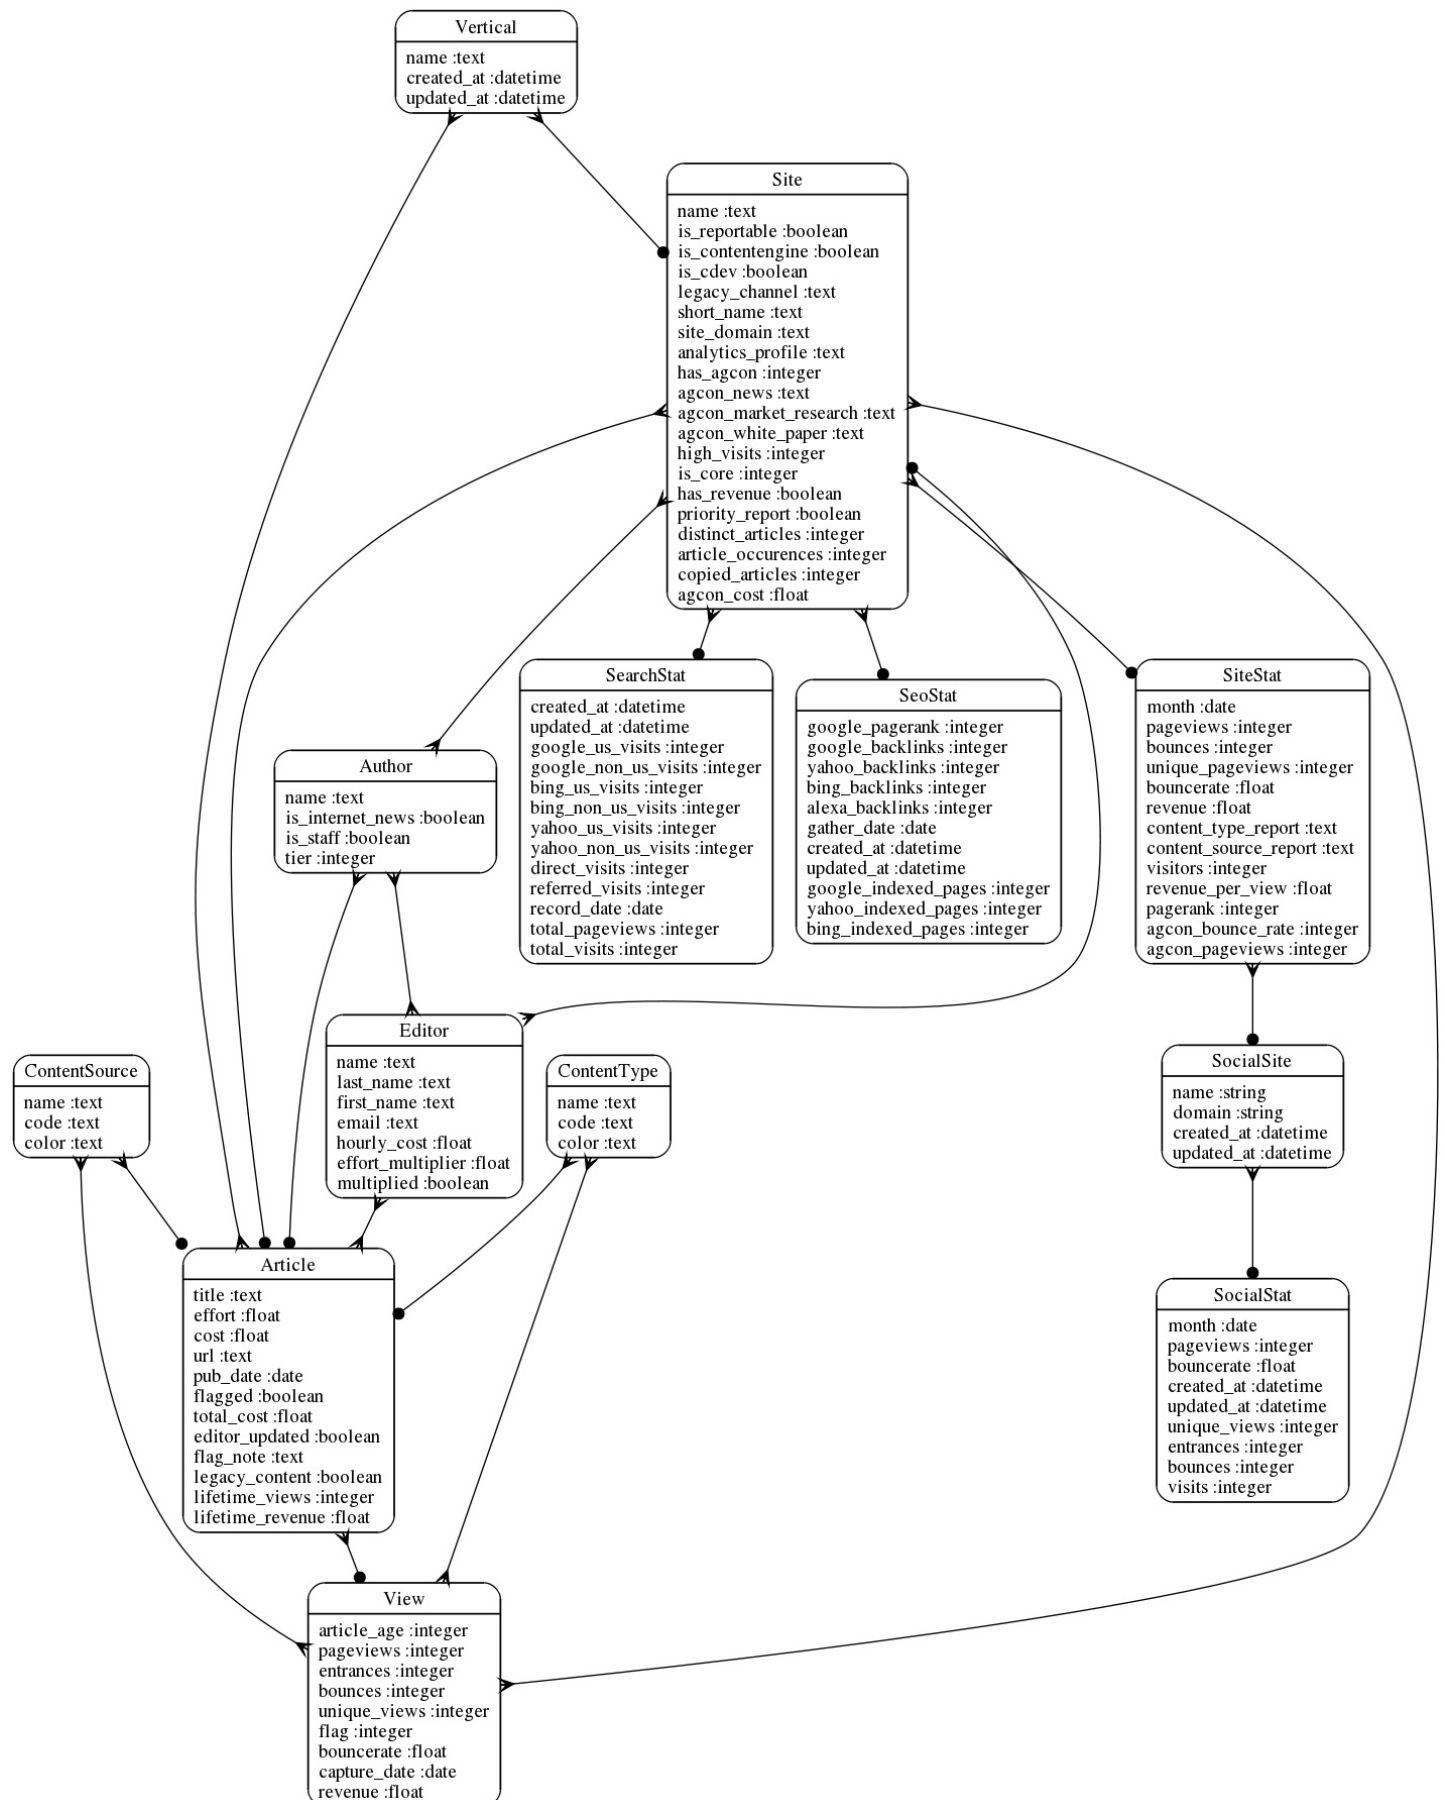 Vertical
name :text
created_at :datetime
updated_at :datetime
Site
name :text
is_reportable :boolean
is_contentengine :boolean
is_cdev :boolean
legacy_channel :text
short_name :text
site_domain :text
analytics_profile :text
has_agcon :integer
agcon_news :text
agcon_market_research :text
agcon_white_paper :text
high_visits :integer
is_core :integer
has_revenue :boolean
priority_report :boolean
distinct_articles :integer
article_occurences :integer
copied_articles :integer
agcon_cost :float
SearchStat
created_at :datetime
updated_at :datetime
google_us_visits :integer
google_non_us_visits :integer
bing_us_visits :integer
bing_non_us_visits :integer
yahoo_us_visits :integer
yahoo_non_us_visits :integer
direct_visits :integer
referred_visits :integer
record_date :date
total_pageviews :integer
total_visits :integer
SeoStat
google_pagerank :integer
google_backlinks :integer
yahoo_backlinks :integer
bing_backlinks :integer
alexa_backlinks :integer
gather_date :date
created_at :datetime
updated_at :datetime
google_indexed_pages :integer
yahoo_indexed_pages :integer
bing_indexed_pages :integer
SiteStat
month :date
pageviews :integer
bounces :integer
unique_pageviews :integer
bouncerate :float
revenue :float
content_type_report :text
content_source_report :text
visitors :integer
revenue_per_view :float
pagerank :integer
agcon_bounce_rate :integer
agcon_pageviews :integer
Author
name :text
is_internet_news :boolean
is_staff :boolean
tier :integer
Editor
name :text
last_name :text
first_name :text
email :text
hourly_cost :float
effort_multiplier :float
multiplied :boolean
ContentSource
name :text
code :text
color :text
ContentType
name :text
code :text
color :text
SocialSite
name :string
domain :string
created_at :datetime
updated_at :datetime
Article
title :text
effort :float
cost :float
url :text
pub_date :date
flagged :boolean
total_cost :float
editor_updated :boolean
flag_note :text
legacy_content :boolean
lifetime_views :integer
lifetime_revenue :float
SocialStat
month :date
pageviews :integer
bouncerate :float
created_at :datetime
updated_at :datetime
unique_views :integer
entrances :integer
bounces :integer
visits :integer
View
article_age :integer
pageviews :integer
entrances :integer
bounces :integer
unique_views :integer
flag :integer
bouncerate :float
capture_date :date
revenue :float